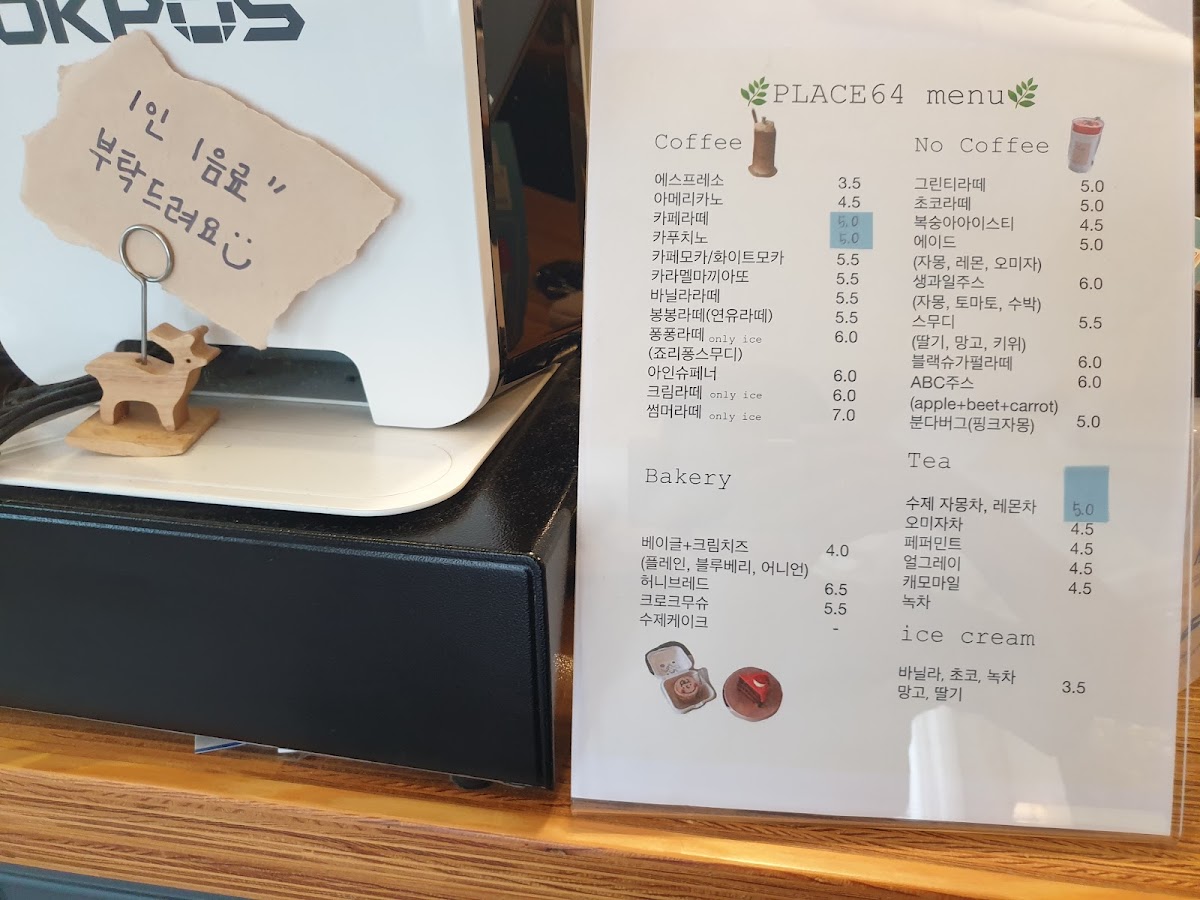 OKPOS
1인 1음료"
부탁드려요
PLACE64 menu
Coffee
에스프레소 3.5
아메리카노 4.5
카페라떼 5.0
카푸치노 5.0
카페모카/화이트모카 5.5
카라멜마끼아또 5.5
바닐라라떼 5.5
봉봉라떼(연유라떼) 5.5
퐁퐁라떼 only ice 6.0
(죠리퐁스무디)
아인슈페너 6.0
크림라떼 only ice 6.0
썸머라떼 only ice 7.0
Bakery
베이글+크림치즈 4.0
(플레인, 블루베리, 어니언)
허니브레드 6.5
크로크무슈 5.5
수제케이크 -
No Coffee
그린티라떼 5.0
초코라떼 5.0
복숭아아이스티 4.5
에이드 5.0
(자몽, 레몬, 오미자)
생과일주스 6.0
(자몽, 토마토, 수박)
스무디 5.5
(딸기, 망고, 키위)
블랙슈가펄라떼 6.0
ABC주스 6.0
(apple+beet+carrot)
분다버그(핑크자몽) 5.0
Tea
수제 자몽차, 레몬차 5.0
오미자차 4.5
페퍼민트 4.5
얼그레이 4.5
캐모마일 4.5
녹차
ice cream
바닐라, 초코, 녹차 3.5
망고, 딸기